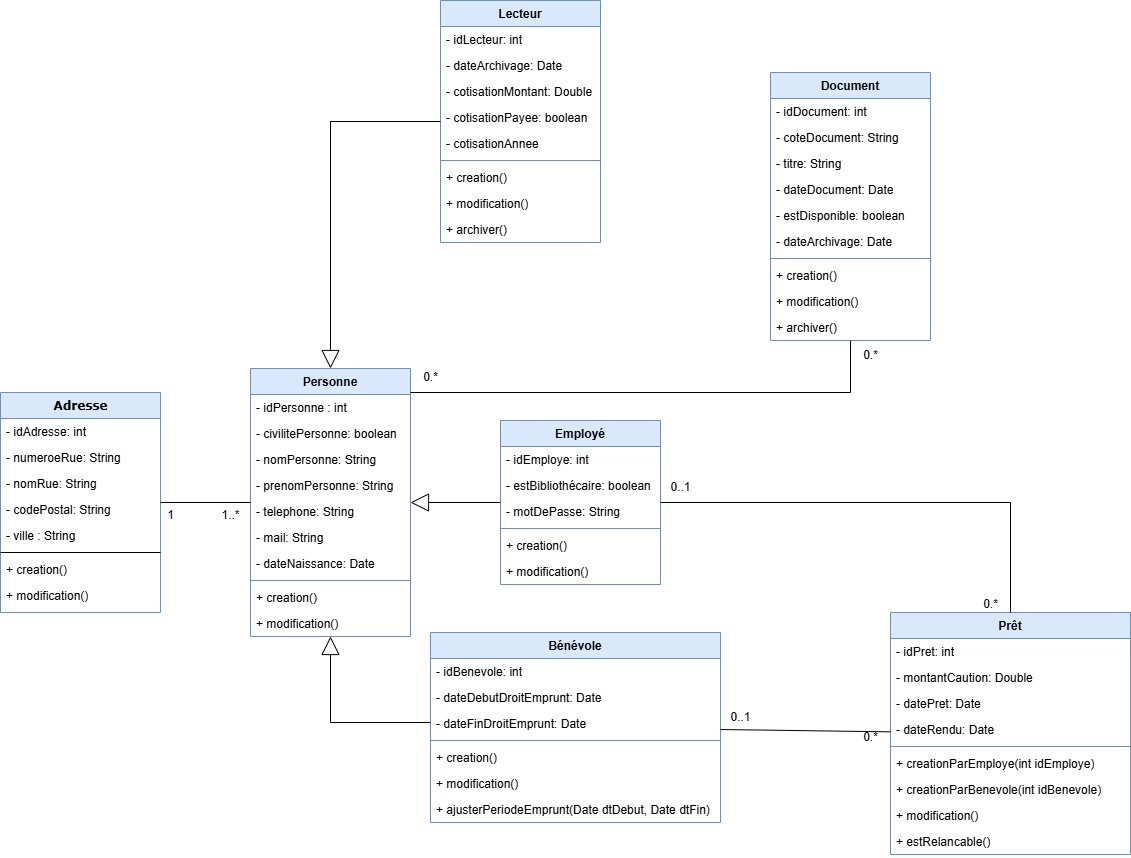 Lecteur
- idLecteur: int
- dateArchivage: Date
- cotisationMontant: Double
- cotisationPayee: boolean
- cotisationAnnee
+ creation()
+ modification()
+ archiver()
Document
- idDocument: int
- coteDocument: String
- titre: String
- dateDocument: Date
- estDisponible: boolean
- dateArchivage: Date
+ creation()
+ modification()
+ archiver()
0.*
0.*
Personne
- idPersonne : int
- civilitePersonne: boolean
- nomPersonne: String
- prenomPersonne: String
- telephone: String
- mail: String
- dateNaissance: Date
+ creation()
+ modification()
Adresse
- idAdresse: int
- numeroeRue: String
- nomRue: String
- codePostal: String
- ville : String
+ creation()
+ modification()
1
1..*
Employé
- idEmploye: int
- estBibliothécaire: boolean
- motDePasse: String
+ creation()
+ modification()
0..1
0.*
Bénévole
- idBenevole: int
- dateDebutDroitEmprunt: Date
- dateFinDroitEmprunt: Date
+ creation()
+ modification()
+ ajusterPeriodeEmprunt(Date dtDebut, Date dtFin)
0..1
0.*
Prêt
- idPret: int
- montantCaution: Double
- datePret: Date
- dateRendu: Date
+ creationParEmploye(int idEmploye)
+ creationParBenevole(int idBenevole)
+ modification()
+ estRelancable()